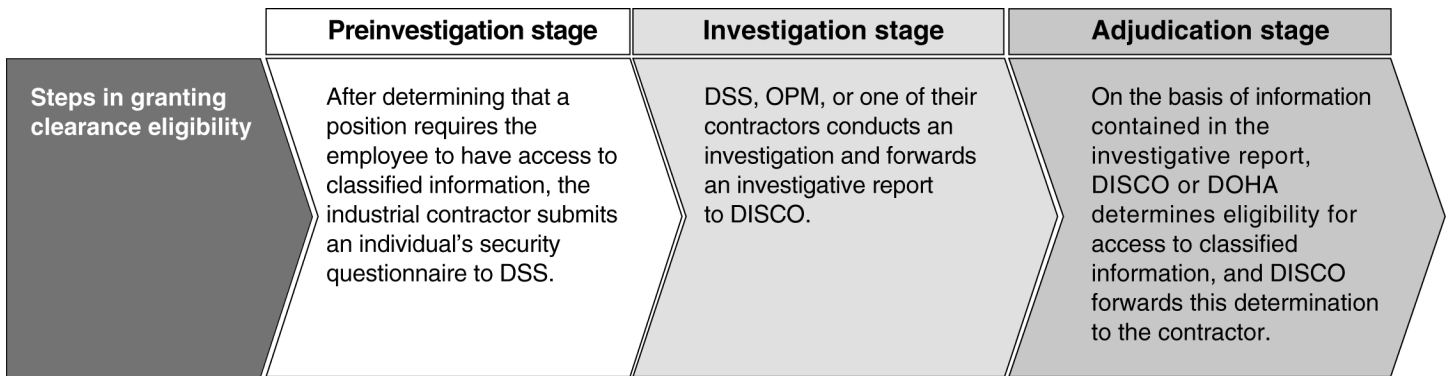 Preinvestigation stage
Investigation stage
Adjudication stage
Steps in granting
clearance eligibility
After determining that a
position requires the
employee to have access to
classified information, the
industrial contractor submits
an individual’s security
questionnaire to DSS.
DSS, OPM, or one of their
contractors conducts an
investigation and forwards
an investigative report
to DISCO.
On the basis of information
contained in the
investigative report,
DISCO or DOHA
determines eligibility for
access to classified
information, and DISCO
forwards this determination
to the contractor.